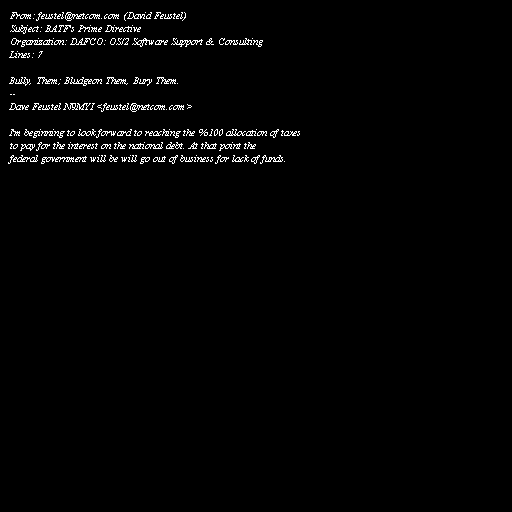 From: feustel@netcom.com (David Feustel)
Subject: BATF's Prime Directive
Organization: DAFCO: OS/2 Software Support & Consulting
Lines: 7

Bully, Them; Bludgeon Them, Bury Them.
--
Dave Feustel N9MYI <feustel@netcom.com>

I'm beginning to look forward to reaching the %100 allocation of taxes
to pay for the interest on the national debt. At that point the
federal government will be will go out of business for lack of funds.